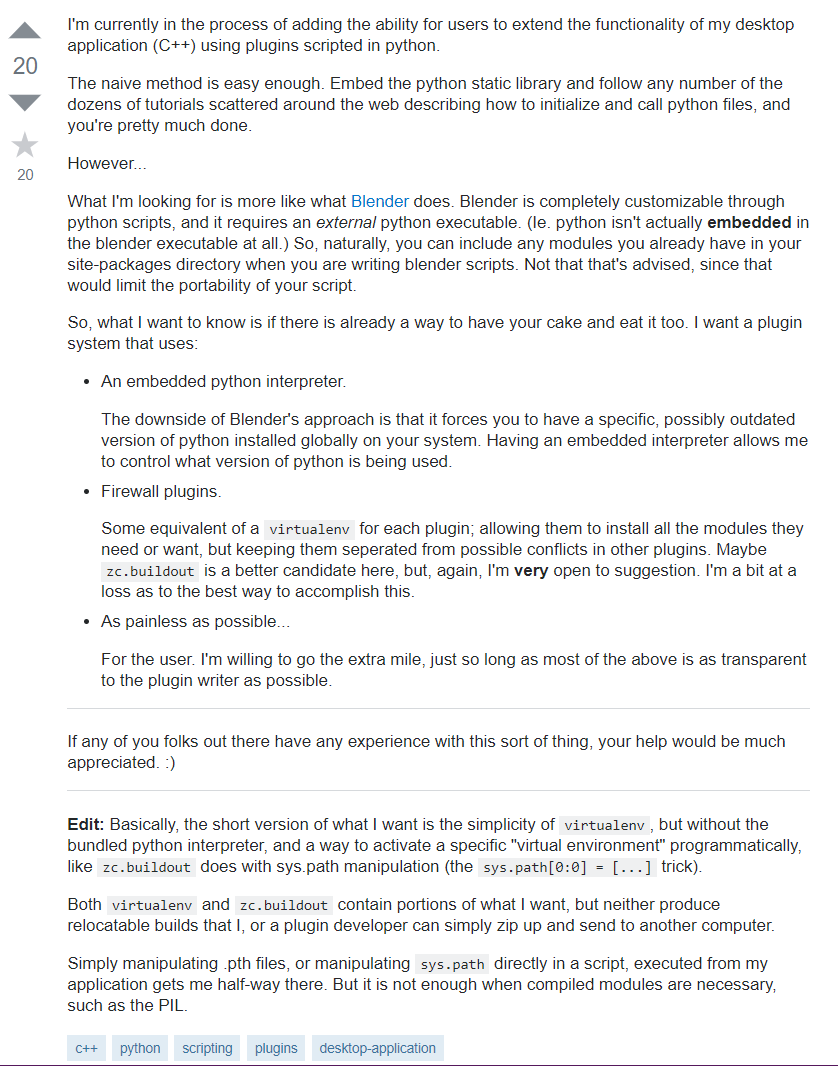 I'm currently in the process of adding the ability for users to extend the functionality of my desktop
application (C++) using plugins scripted in python.
20
The naive method is easy enough. Embed the python static library and follow any number of the
dozens of tutorials scattered around the web describing how to initialize and call python files, and
you're pretty much done.
20
However...
What I'm looking for is more like what Blender does. Blender is completely customizable through
python scripts, and it requires an external python executable. (Ie. python isn't actually embedded in
the blender executable at all.) So, naturally, you can include any modules you already have in your
site-packages directory when you are writing blender scripts. Not that that's advised, since that
would limit the portability of your script.
So, what I want to know is if there is already a way to have your cake and eat it too. I want a plugin
system that uses:
• An embedded python interpreter.
The downside of Blender's approach is that it forces you to have a specific, possibly outdated
version of python installed globally on your system. Having an embedded interpreter allows me
to control what version of python is being used.
• Firewall plugins.
Some equivalent of a virtualenv for each plugin; allowing them to install all the modules they
need or want, but keeping them seperated from possible conflicts in other plugins. Maybe
zc.buildout is a better candidate here, but, again, I'm very open to suggestion. I'm a bit at a
loss as to the best way to accomplish this.
• As painless as possible...
For the user. I'm willing to go the extra mile, just so long as most of the above is as transparent
to the plugin writer as possible.
If any of you folks out there have any experience with this sort of thing, your help would be much
appreciated. :)
Edit: Basically, the short version of what I want is the simplicity of virtualenv, but without the
bundled python interpreter, and a way to activate a specific "virtual environment" programmatically,
like zc.buildout does with sys.path manipulation (the sys.path[0:0] = [...] trick).
Both virtualenv and zc.buildout contain portions of what I want, but neither produce
relocatable builds that I, or a plugin developer can simply zip up and send to another computer.
Simply manipulating .pth files, or manipulating sys.path directly in a script, executed from my
application gets me half-way there. But it is not enough when compiled modules are necessary,
such as the PIL.
c++ python scripting plugins desktop-application